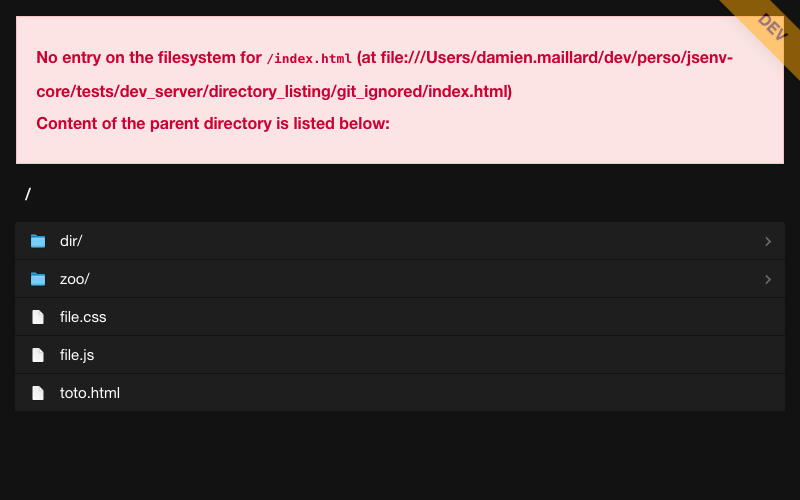 DEV
No entry on the filesystem for /index.html (at file:///Users/damien.maillard/dev/perso/jsenv-
core/tests/dev_server/directory_listing/git_ignored/index.html)
Content of the parent directory is listed below:
/
dir/
zoo/
file.css
file.js
toto.html